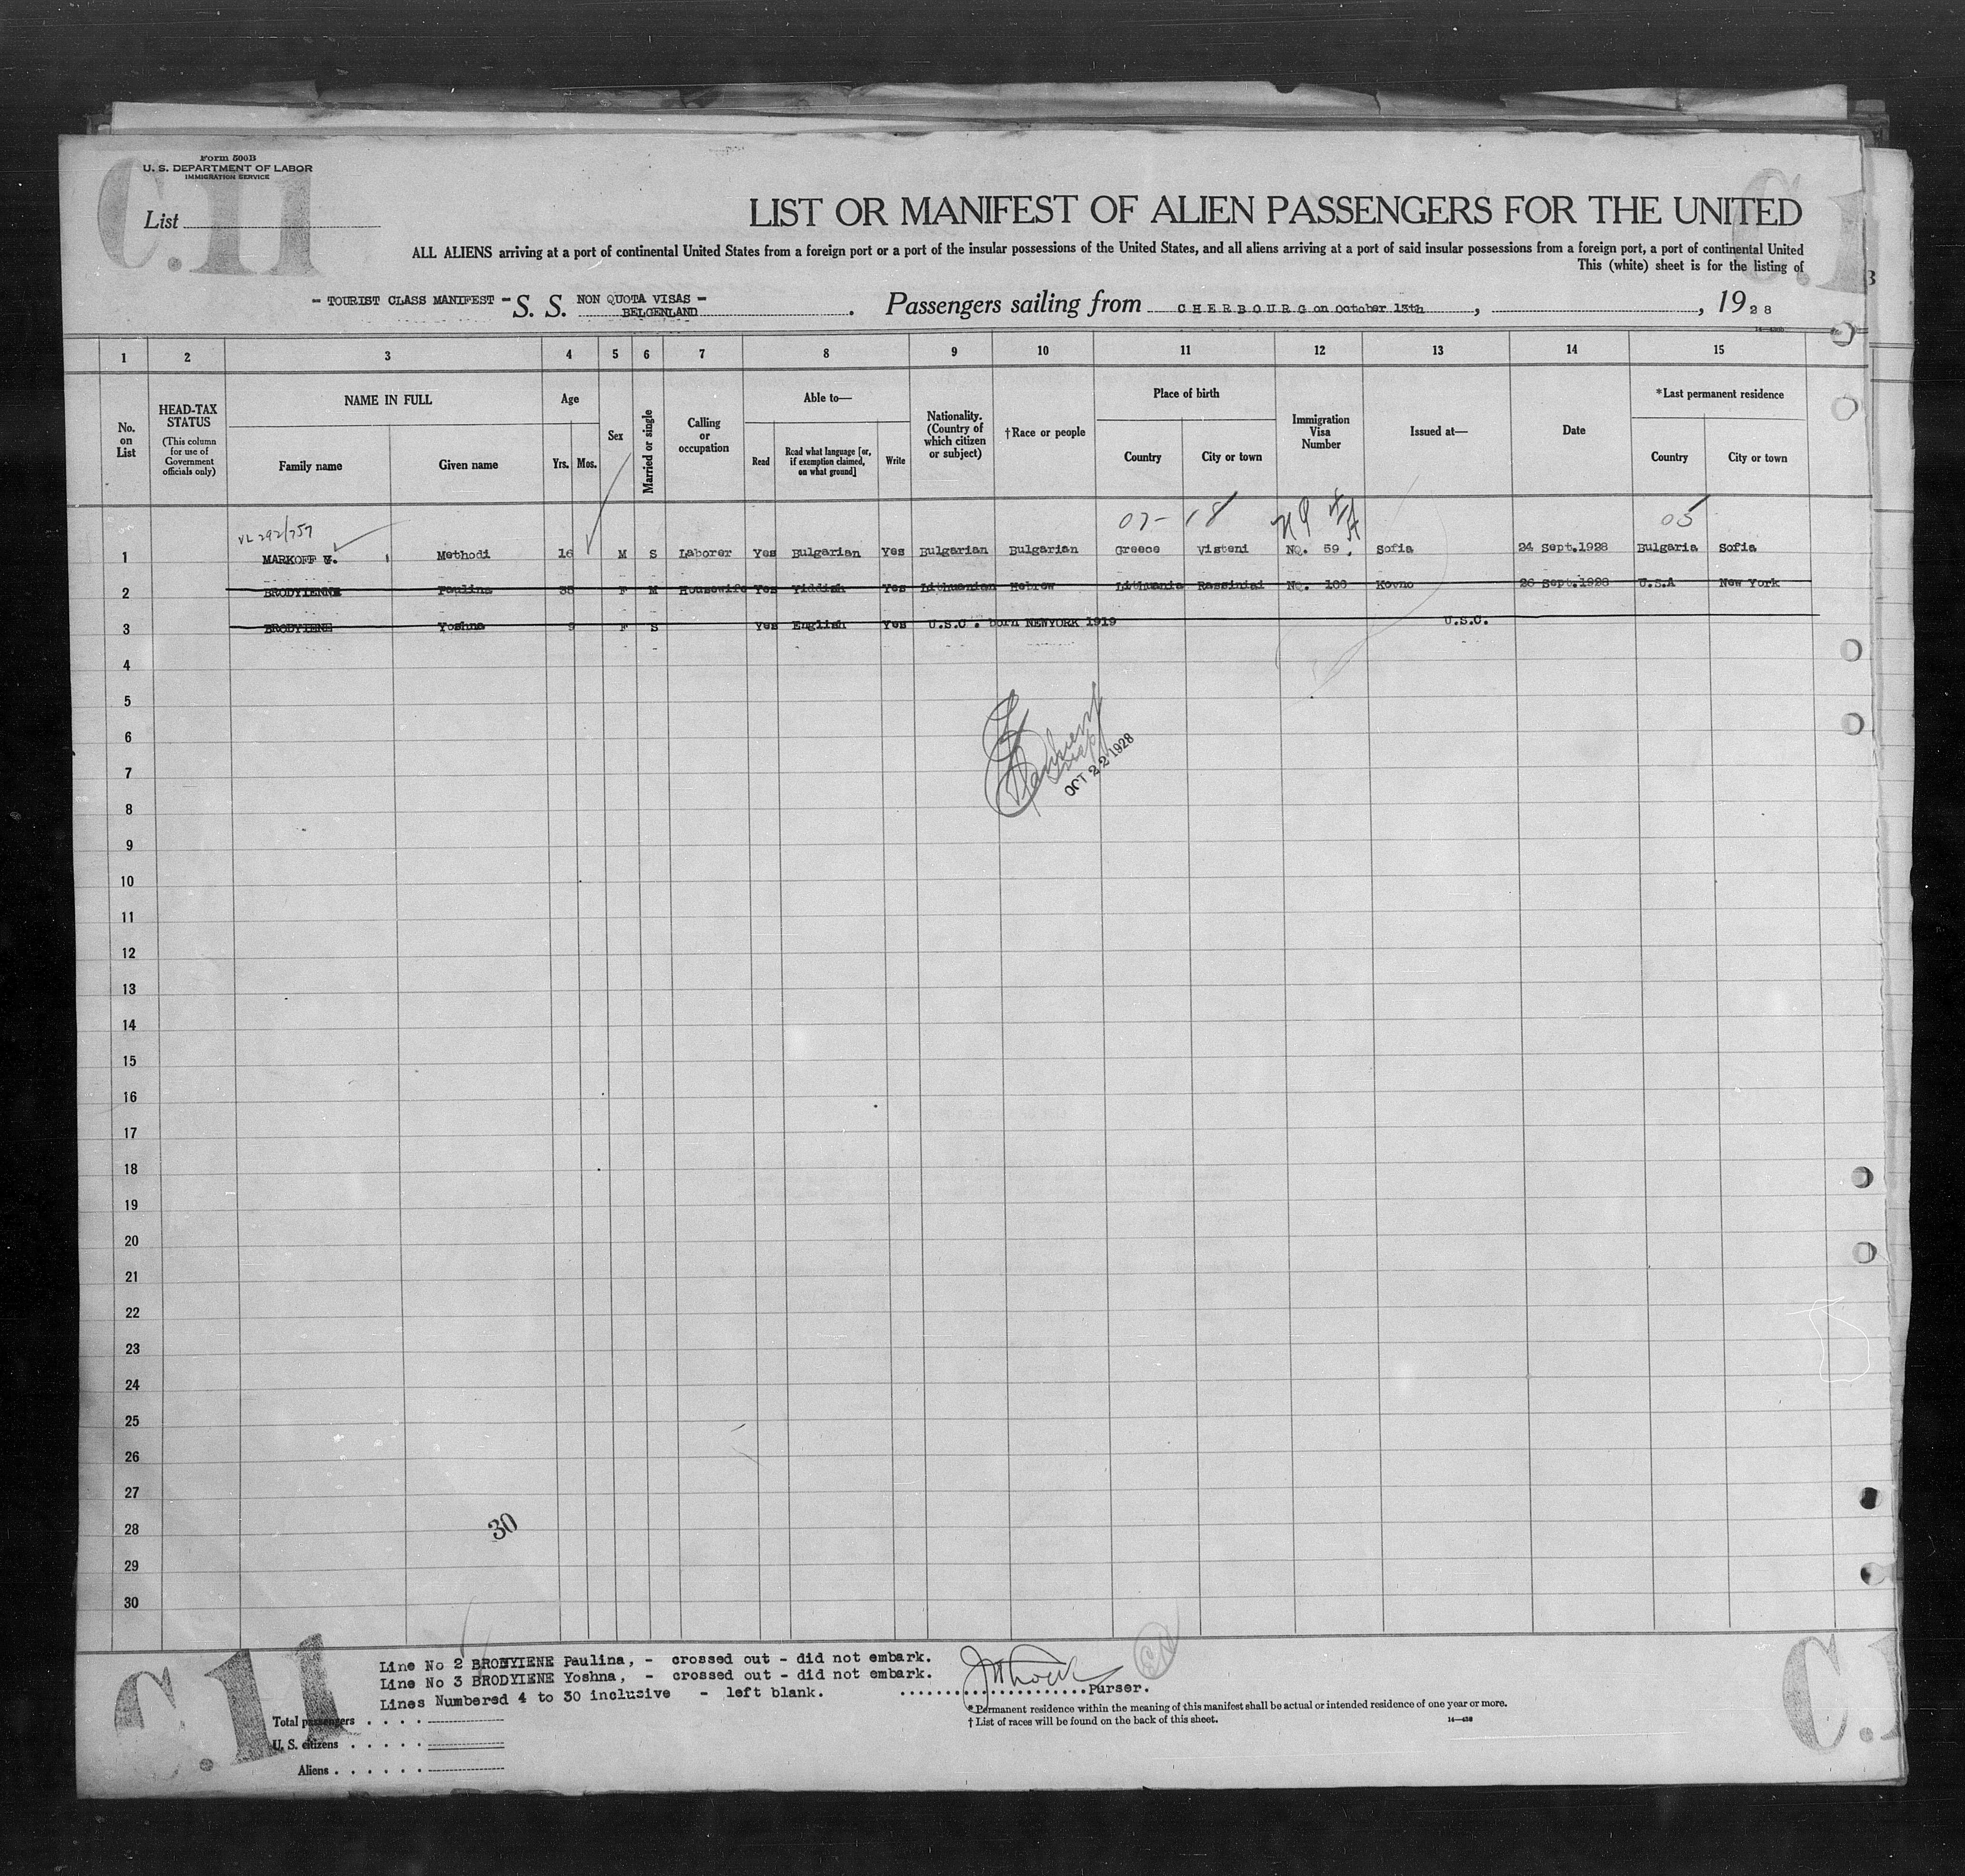 Form 500B
U. S. DEPARTMENT OF LABOR
IMMIGRATION SERVICE
C.11
List
LIST OR MANIFEST OF ALIEN PASSENGERS FOR THE UNITED
ALL ALIENS arriving at a port of continental United States from a foreign port or a port of the insular possessions of the United States, and all aliens arriving at a port of said insular possessions from a foreign port, a port of continental United
This (white) sheet is for the listing of
- TOURIST CLASS MANIFEST - S. S. NON QUOTA VISAS -
BELGENLAND . Passengers sailing from CHERBOURG on October 13th , , 1928
1 2 3 4 5 6 7 8 9 10 11 12 13 14 15
No. on List
HEAD-TAX STATUS (This column for use of Government officials only)
NAME IN FULL Family name Given name
Age Yrs. Mos.
Sex
Married or single
Calling or occupation
Able to— Read Read what language [or, if exemption claimed, on what ground] Write
Nationality. (Country of which citizen or subject)
†Race or people
Place of birth Country City or town
Immigration Visa Number
Issued at—
Date
*Last permanent residence Country City or town
VL 292/757 07- 18 05
1 MARKOFF V. Methodi 16 M S Laborer Yes Bulgarian Yes Bulgarian Bulgarian Greece Visteni NQ. 59. Sofia 24 Sept.1928 Bulgaria Sofia
2 BRODYIENE Paulina 35 F M Housewife Yes Yiddish Yes Lithuanian Hebrew Lithuania Rassiniai NQ. Kovno 26 Sept.1928 U.S.A New York
3 BRODYIENE Yoshna 9 F S Yes English Yes U.S.C. born NEWYORK 1919 U.S.C.
4
5
6
7
OCT 22 1928
8
9
10
11
12
13
14
15
16
17
18
19
20
21
22
23
24
25
26
27
28
30
29
30
Line No 2 BRODYIENE Paulina, - crossed out - did not embark.
Line No 3 BRODYIENE Yoshna, - crossed out - did not embark.
Lines Numbered 4 to 30 inclusive - left blank.
Purser.
*Permanent residence within the meaning of this manifest shall be actual or intended residence of one year or more.
† List of races will be found on the back of this sheet.
Total passengers
U. S. citizens
Aliens
C.11